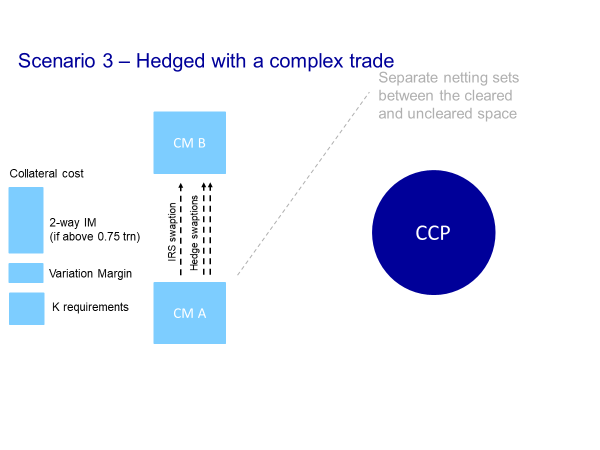 Scenario 3 – Hedged with a complex trade
Separate netting sets
between the cleared
and uncleared space
CM B
Collateral cost
2-way IM
(if above 0.75 trn)
Variation Margin
K requirements
IRS swaption
Hedge swaptions
CM A
CCP